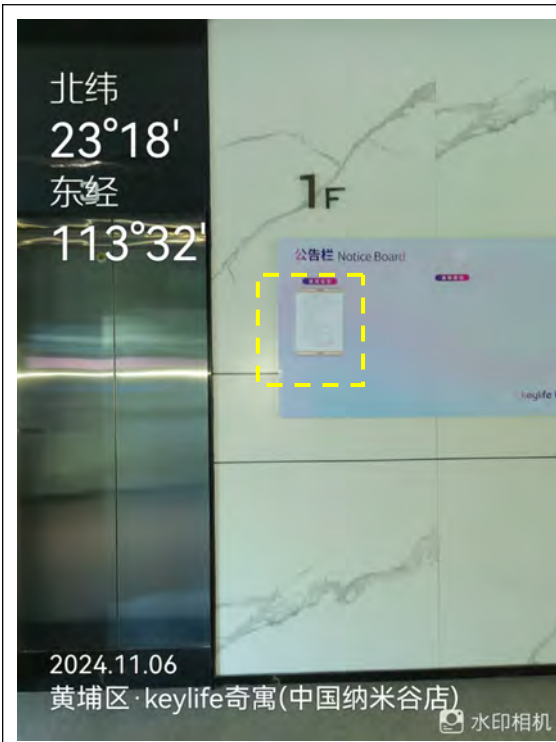 北纬
23°18'
东经
113°32'
1F
公告栏 Notice Board
keylife
2024.11.06
黄埔区·keylife奇寓(中国纳米谷店)
水印相机